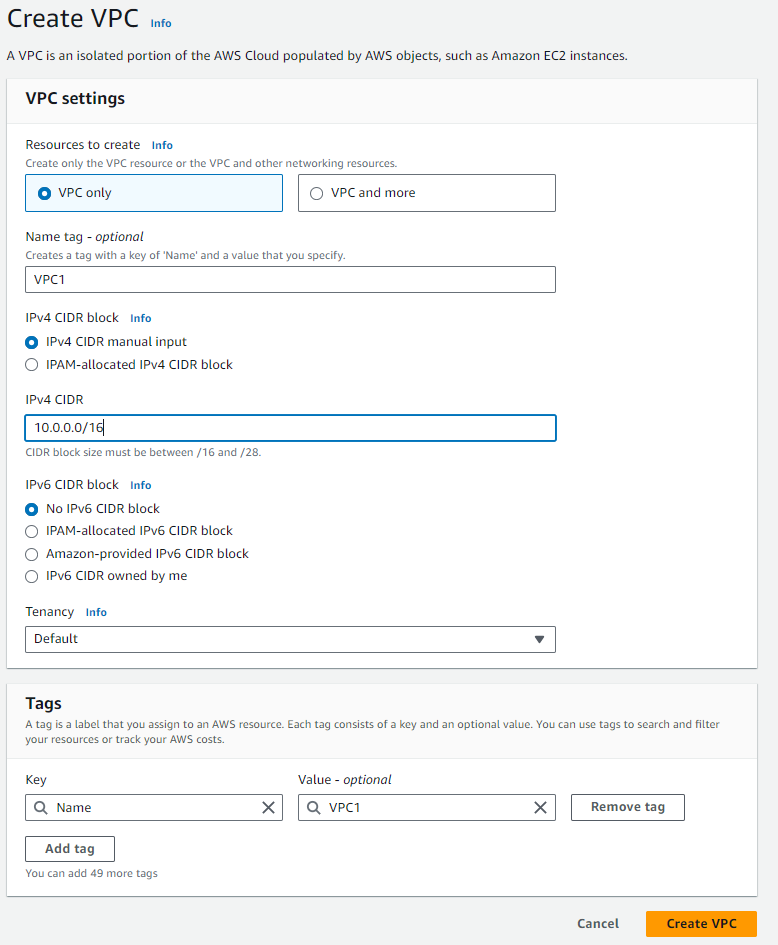 Create VPC Info
A VPC is an isolated portion of the AWS Cloud populated by AWS objects, such as Amazon EC2 instances.
VPC settings
Resources to create Info
Create only the VPC resource or the VPC and other networking resources.
VPC only
VPC and more
Name tag - optional
Creates a tag with a key of 'Name' and a value that you specify.
VPC1
IPv4 CIDR block Info
IPv4 CIDR manual input
IPAM-allocated IPv4 CIDR block
IPv4 CIDR
10.0.0.0/16
CIDR block size must be between /16 and /28.
IPv6 CIDR block Info
No IPv6 CIDR block
IPAM-allocated IPv6 CIDR block
Amazon-provided IPv6 CIDR block
IPv6 CIDR owned by me
Tenancy Info
Default
Tags
A tag is a label that you assign to an AWS resource. Each tag consists of a key and an optional value. You can use tags to search and filter
your resources or track your AWS costs.
Key
Value - optional
Name
VPC1
Remove tag
Add tag
You can add 49 more tags
Cancel
Create VPC